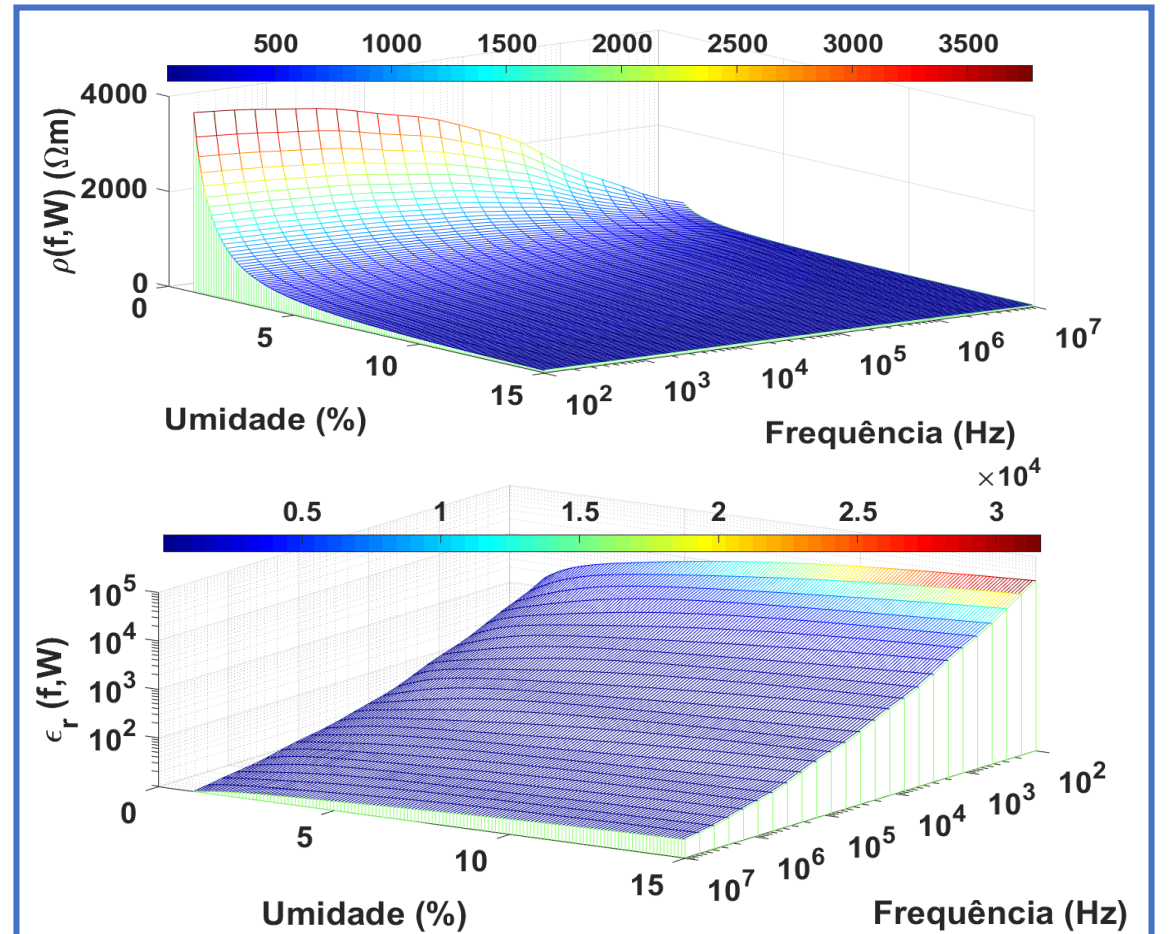 500 1000 1500 2000 2500 3000 3500
4000
2000
0
ρ(f,W) (Ωm)
0
5
10
15
Umidade (%)
10² 10³ 10⁴ 10⁵ 10⁶ 10⁷
Frequência (Hz)
×10⁴
0.5 1 1.5 2 2.5 3
10⁵
10⁴
10³
10²
ϵr (f,W)
0
5
10
15
Umidade (%)
10⁷ 10⁶ 10⁵ 10⁴ 10³ 10²
Frequência (Hz)